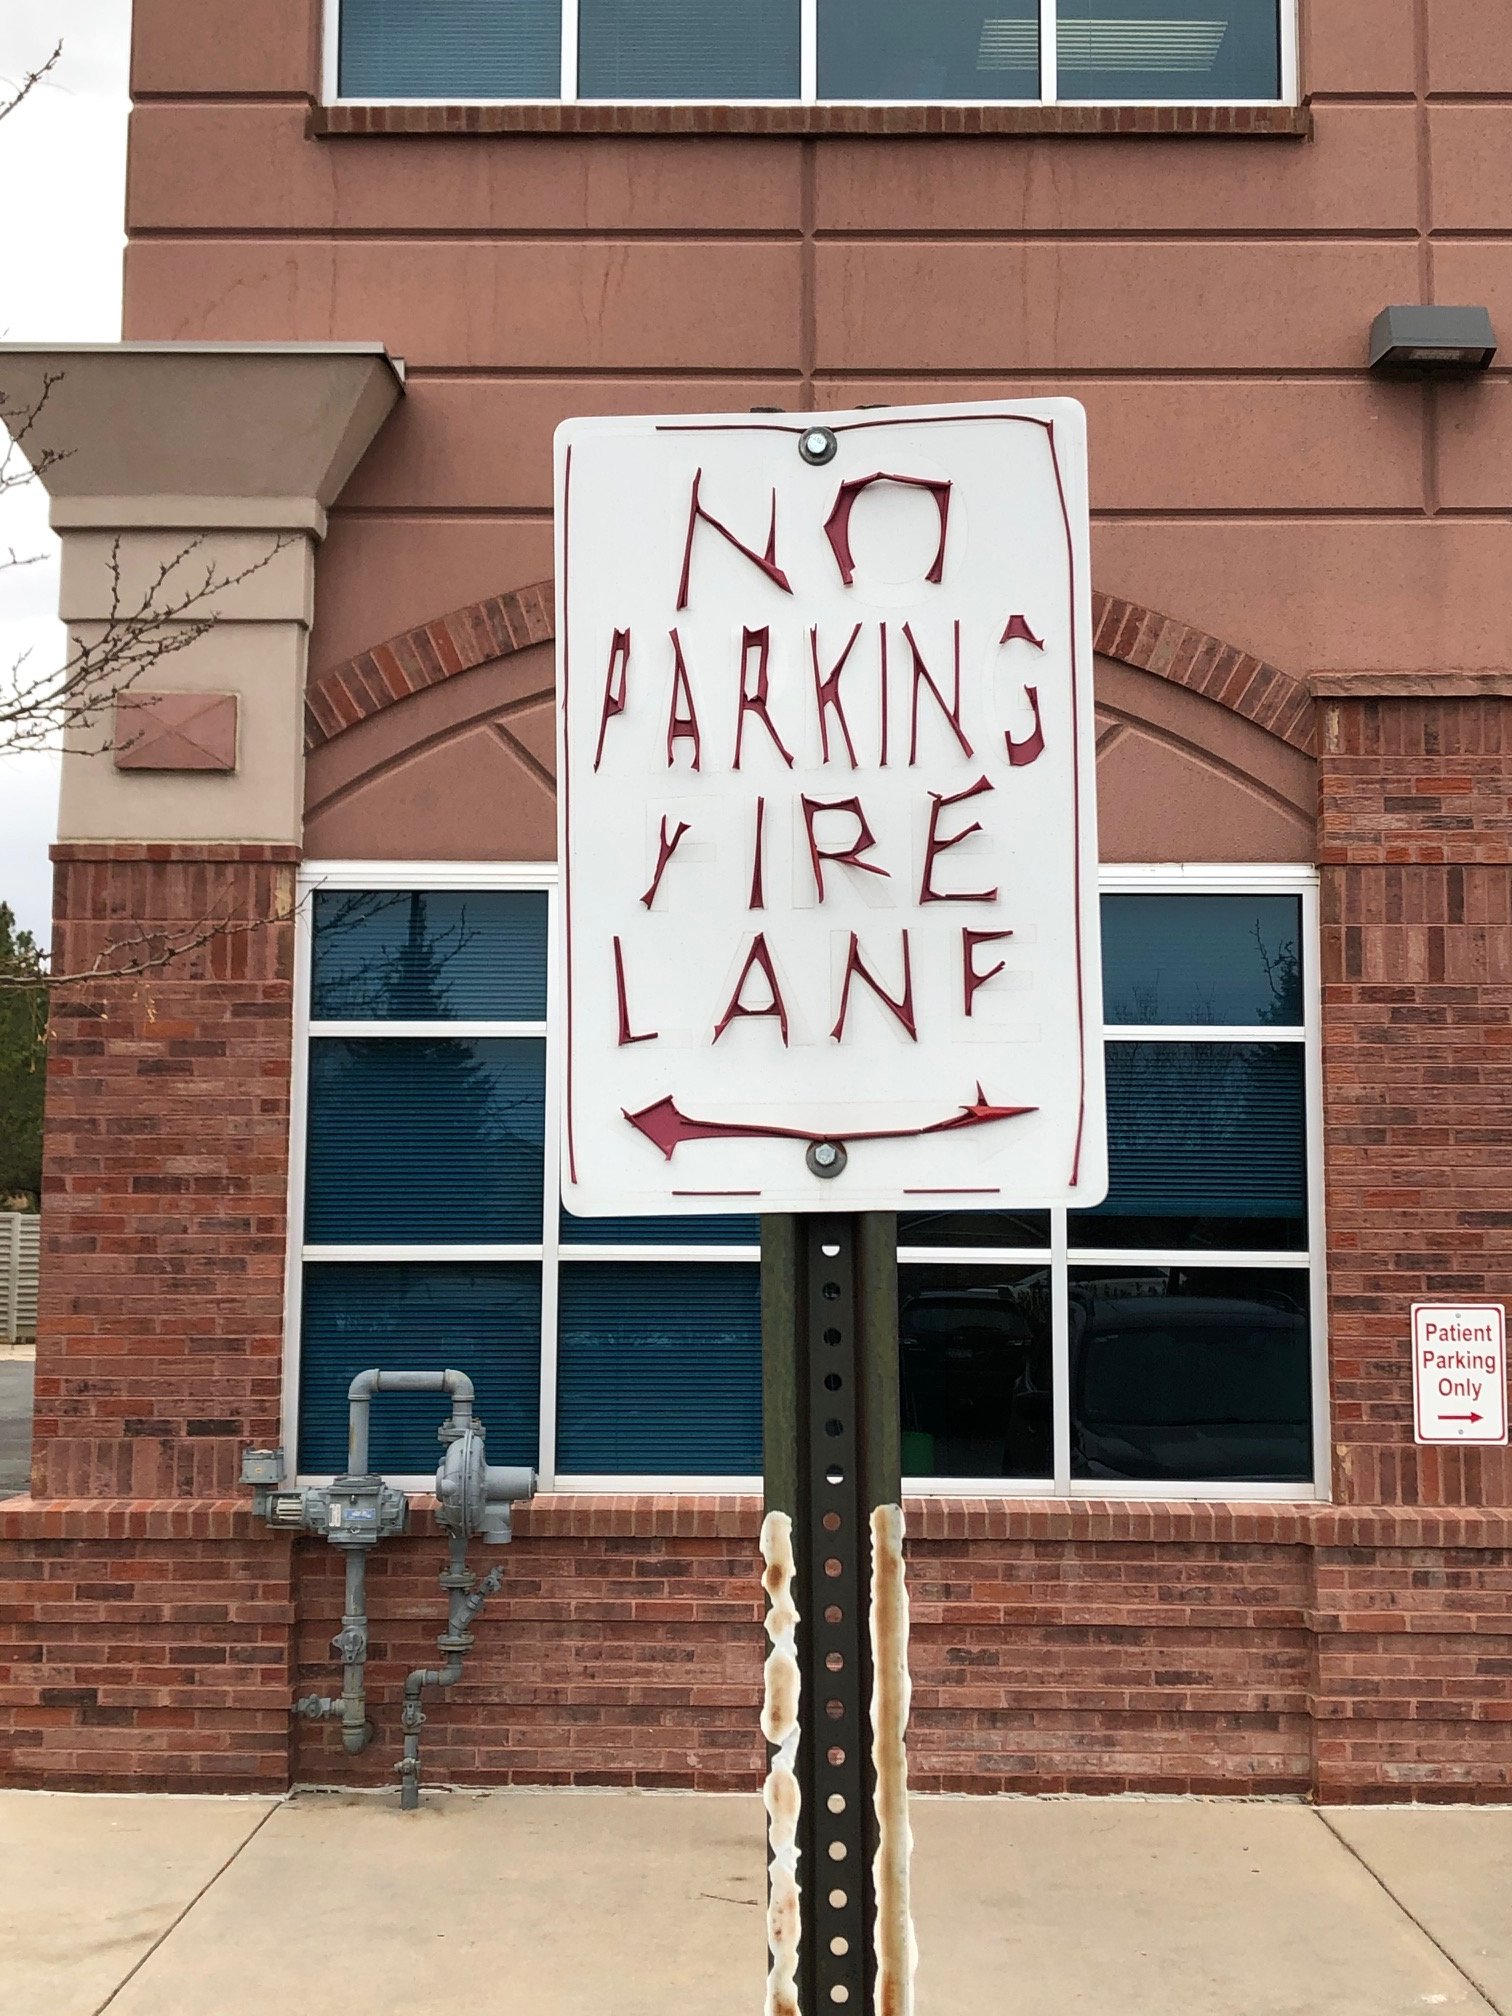 NO
PARKING
FIRE
LANE
Patient
Parking
Only